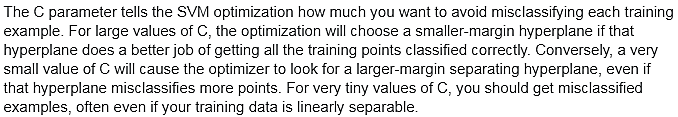 The C parameter tells the SVM optimization how much you want to avoid misclassifying each training
example. For large values of C, the optimization will choose a smaller-margin hyperplane if that
hyperplane does a better job of getting all the training points classified correctly. Conversely, a very
small value of C will cause the optimizer to look for a larger-margin separating hyperplane, even if
that hyperplane misclassifies more points. For very tiny values of C, you should get misclassified
examples, often even if your training data is linearly separable.